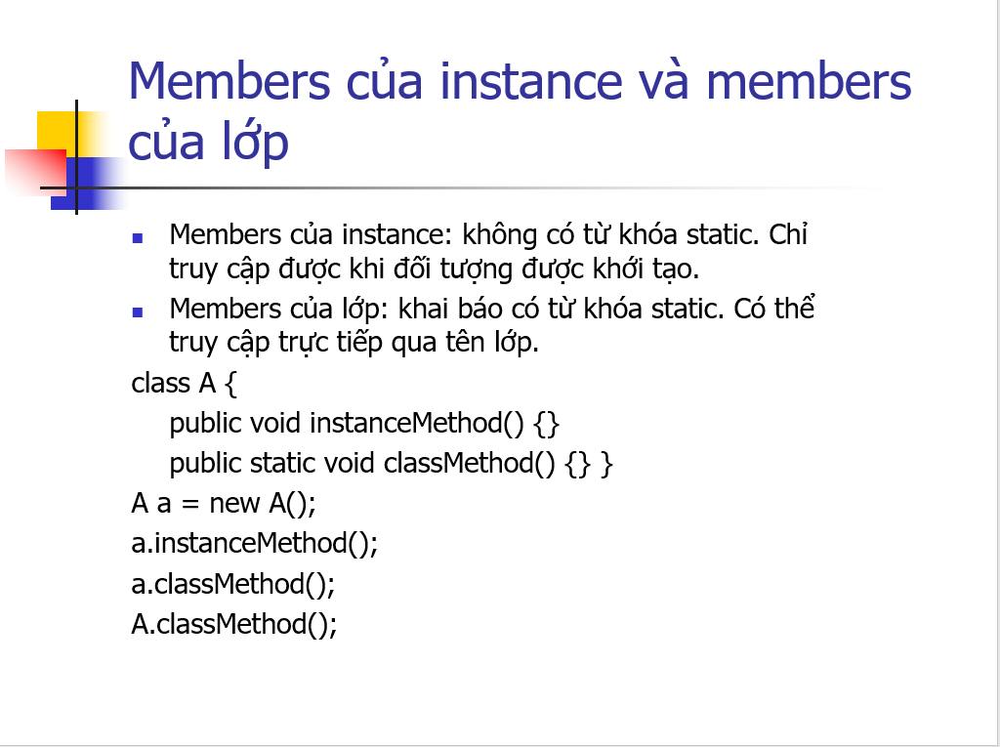 Members của instance và members
của lớp
Members của instance: không có từ khóa static. Chỉ
truy cập được khi đối tượng được khới tạo.
Members của lớp: khai báo có từ khóa static. Có thể
truy cập trực tiếp qua tên lớp.
class A {
public void instanceMethod() {}
public static void classMethod() {} }
A a = new A();
a.instanceMethod();
a.classMethod();
A.classMethod();